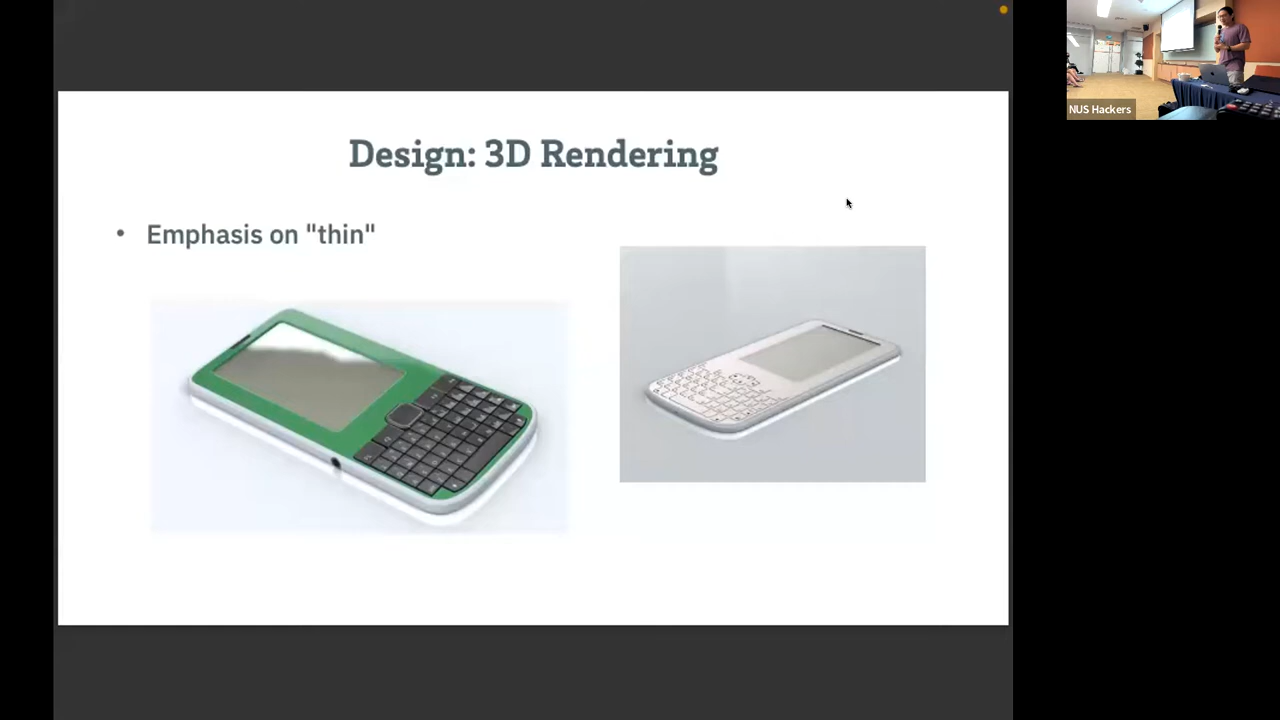 NUS Hackers
Design: 3D Rendering
• Emphasis on "thin"